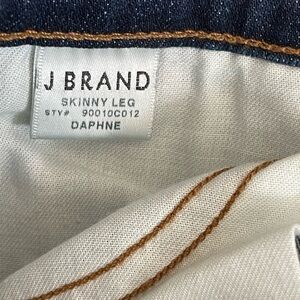 J BRAND
SKINNY LEG
STY# 90010C012
DAPHNE